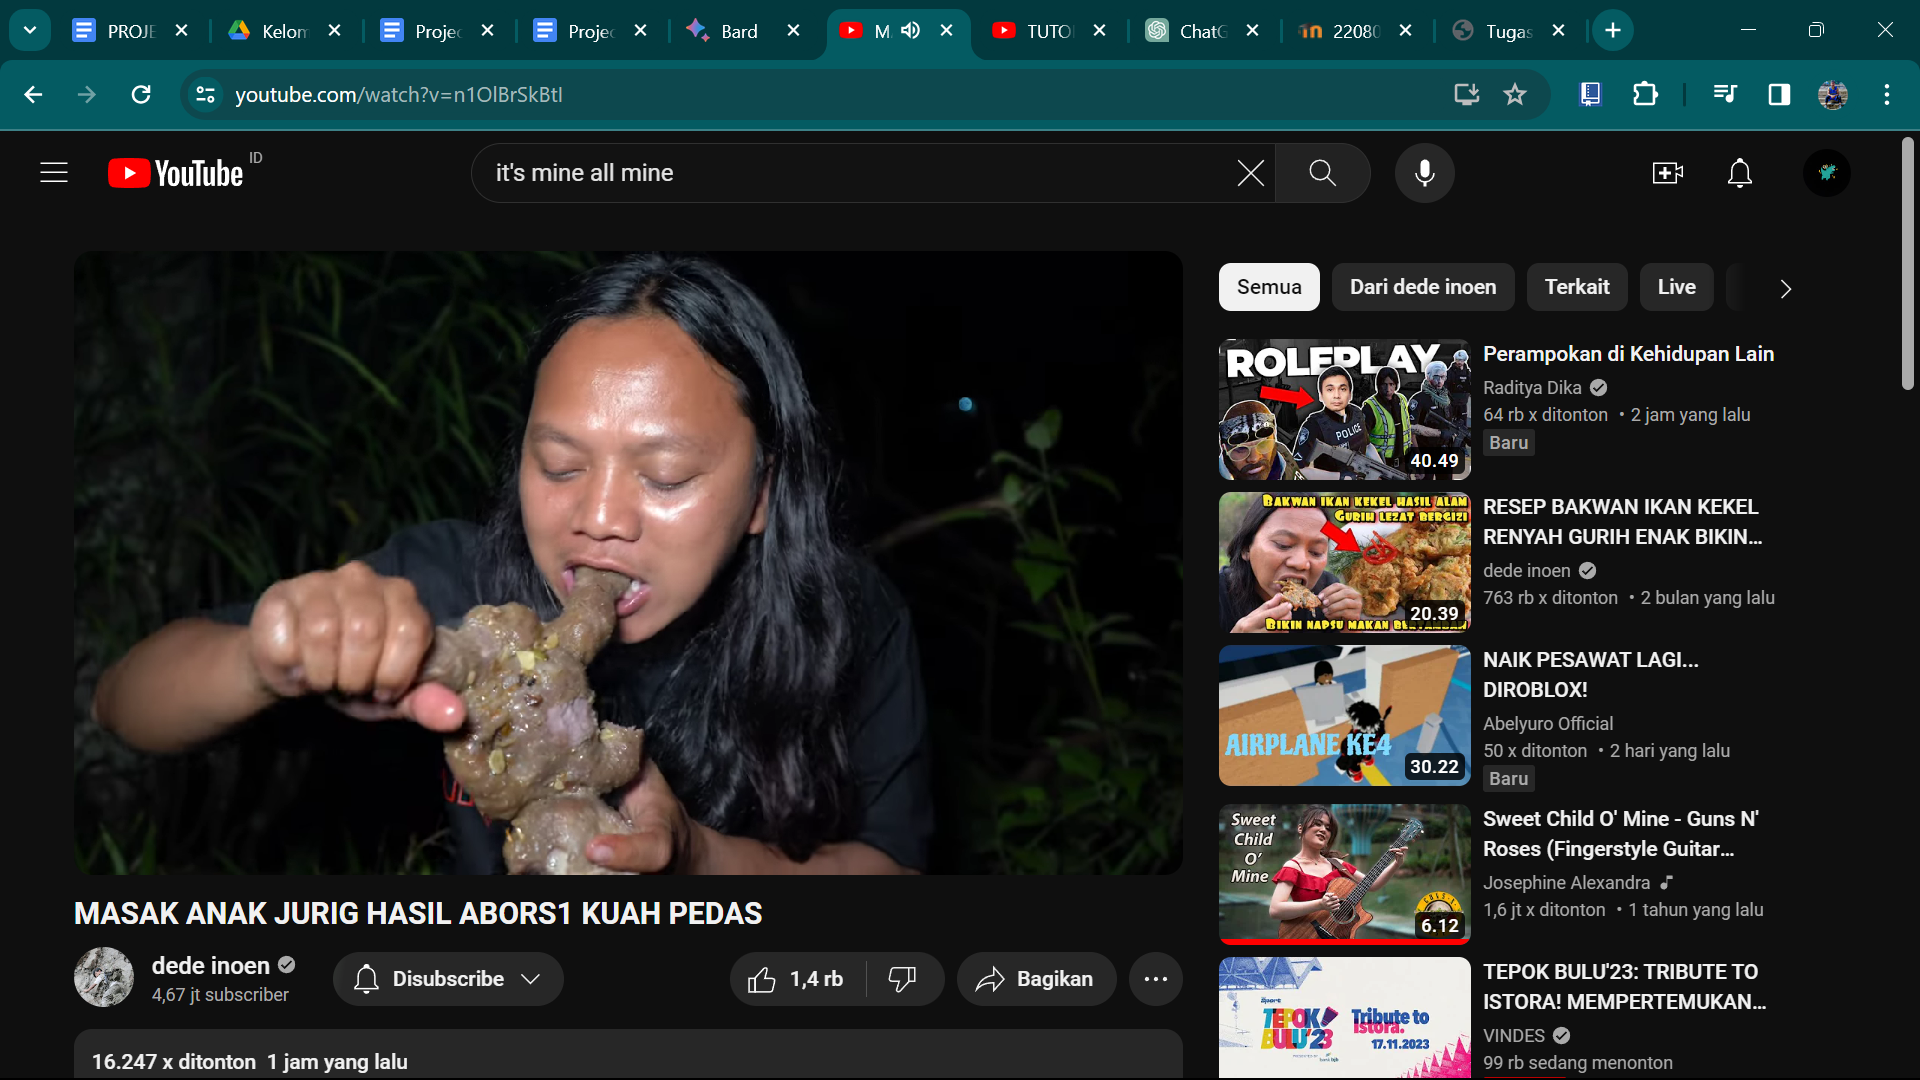 PROJE
Kelom
Projec
Projec
Bard
M
TUTO
ChatG
22080
Tugas
youtube.com/watch?v=n1OlBrSkBtI
YouTube ID
it's mine all mine
Semua
Dari dede inoen
Terkait
Live
ROLEPLAY
POLICE
40.49
Perampokan di Kehidupan Lain
Raditya Dika
64 rb x ditonton • 2 jam yang lalu
Baru
BAKWAN IKAN KEKEL HASIL ALAM
GURIH LEZAT BERGIZI
20.39
BIKIN NAPSU MAKAN
RESEP BAKWAN IKAN KEKEL
RENYAH GURIH ENAK BIKIN...
dede inoen
763 rb x ditonton • 2 bulan yang lalu
AIRPLANE KE4
30.22
NAIK PESAWAT LAGI...
DIROBLOX!
Abelyuro Official
50 x ditonton • 2 hari yang lalu
Baru
Sweet
Child
O'
Mine
6.12
Sweet Child O' Mine - Guns N'
Roses (Fingerstyle Guitar...
Josephine Alexandra
1,6 jt x ditonton • 1 tahun yang lalu
TEPOK
BULU'23
Tribute to
Istora.
17.11.2023
TEPOK BULU'23: TRIBUTE TO
ISTORA! MEMPERTEMUKAN...
VINDES
99 rb sedang menonton
MASAK ANAK JURIG HASIL ABORS1 KUAH PEDAS
dede inoen
4,67 jt subscriber
Disubscribe
1,4 rb
Bagikan
16.247 x ditonton 1 jam yang lalu